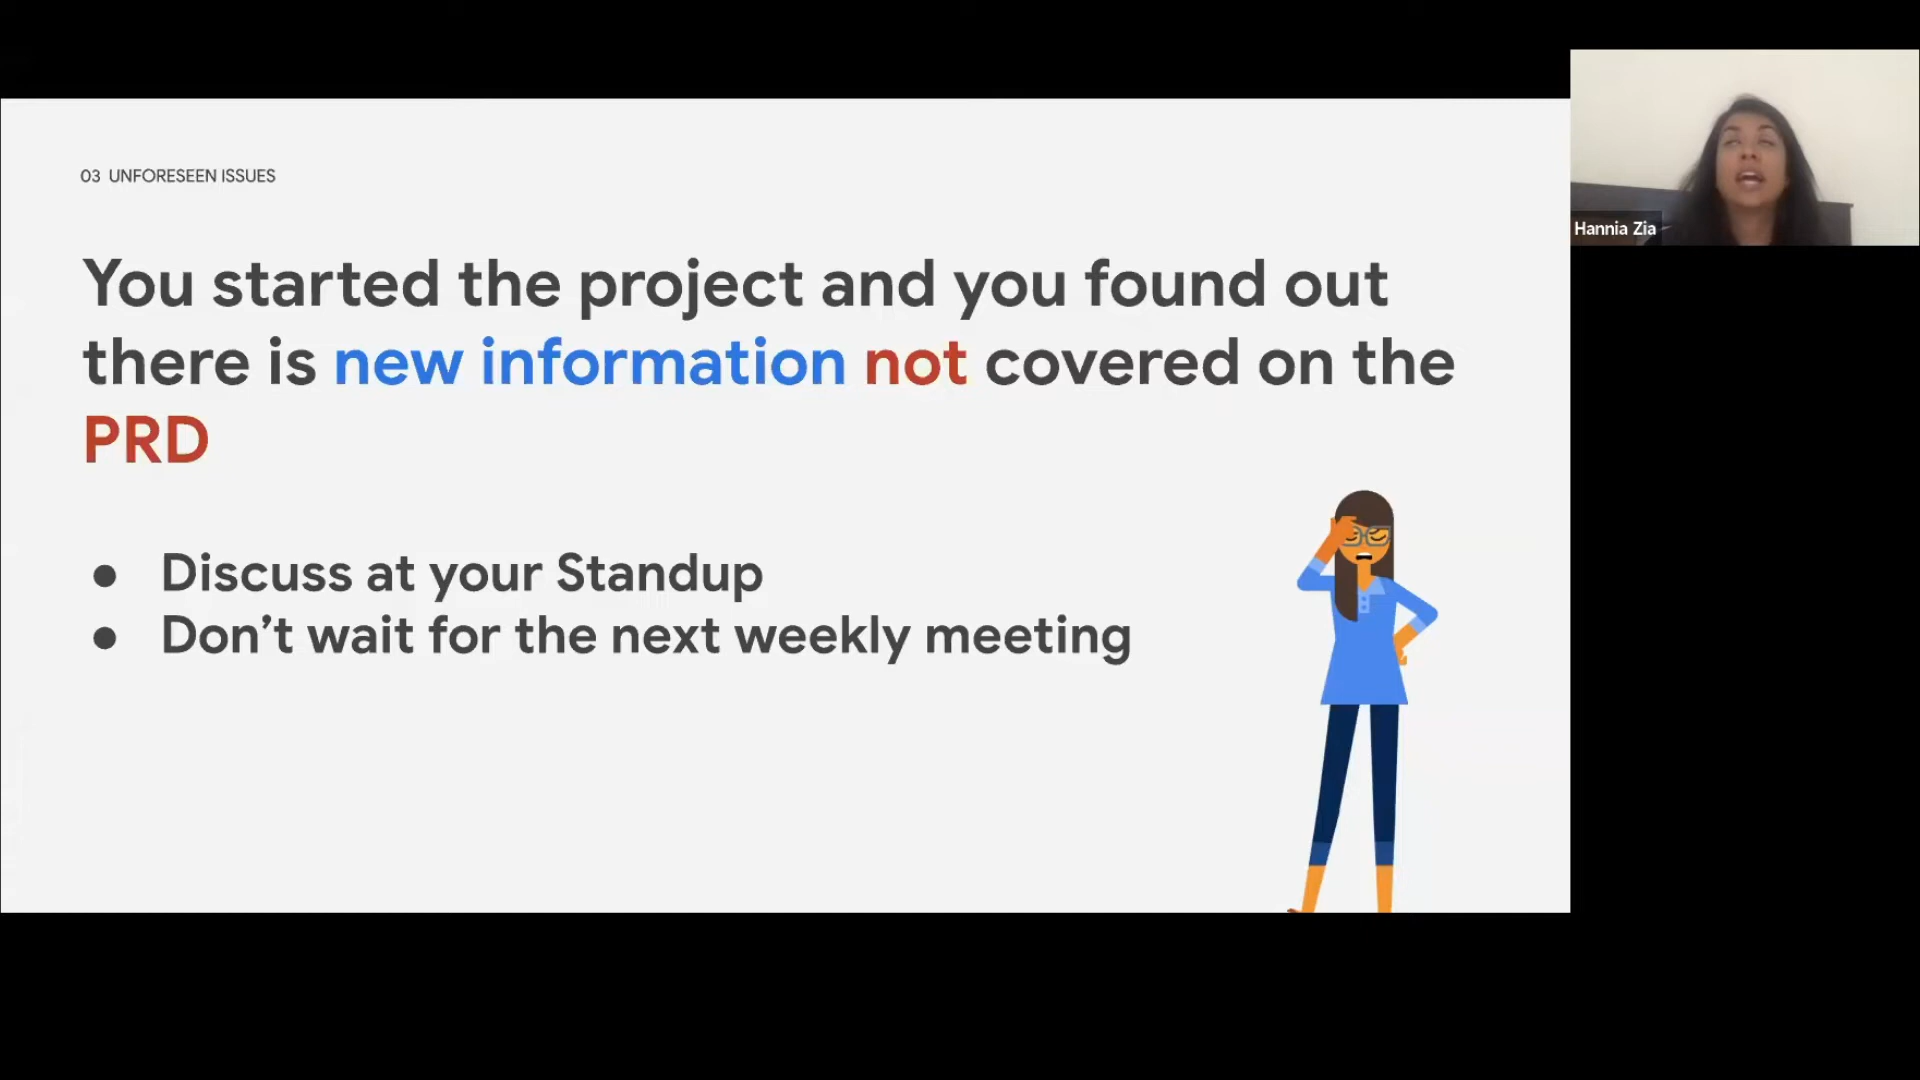 03 UNFORESEEN ISSUES
You started the project and you found out
there is new information not covered on the
PRD
● Discuss at your Standup
● Don’t wait for the next weekly meeting
Hannia Zia